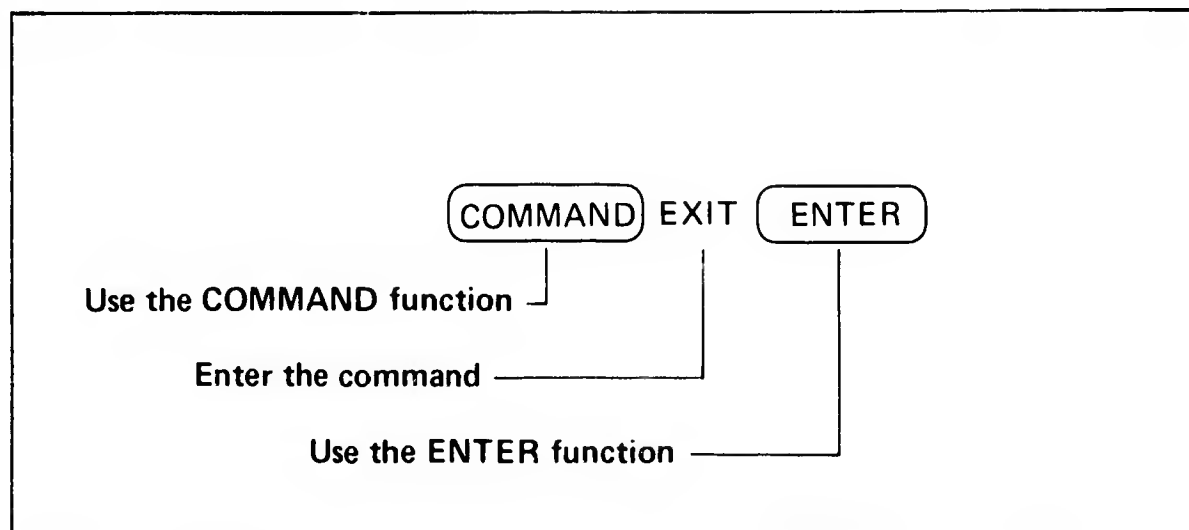 COMMAND EXIT ENTER
Use the COMMAND function
Enter the command
Use the ENTER function